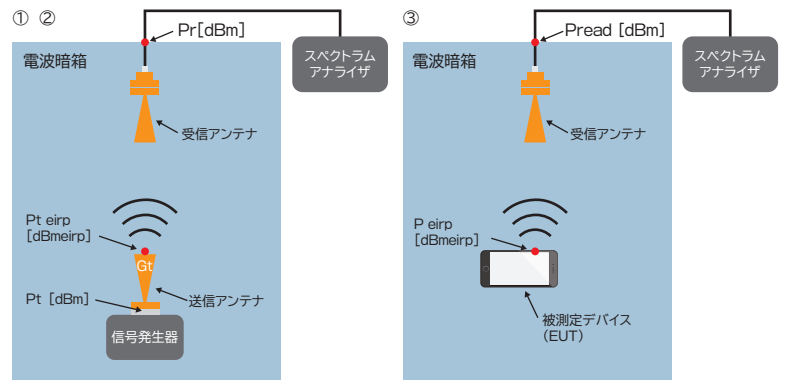 ① ②
Pr[dBm]
電波暗箱
スペクトラム
アナライザ
受信アンテナ
Pt eirp
[dBmeirp]
Gt
Pt [dBm]
送信アンテナ
信号発生器
③
Pread [dBm]
電波暗箱
スペクトラム
アナライザ
受信アンテナ
P eirp
[dBmeirp]
被測定デバイス
(EUT)